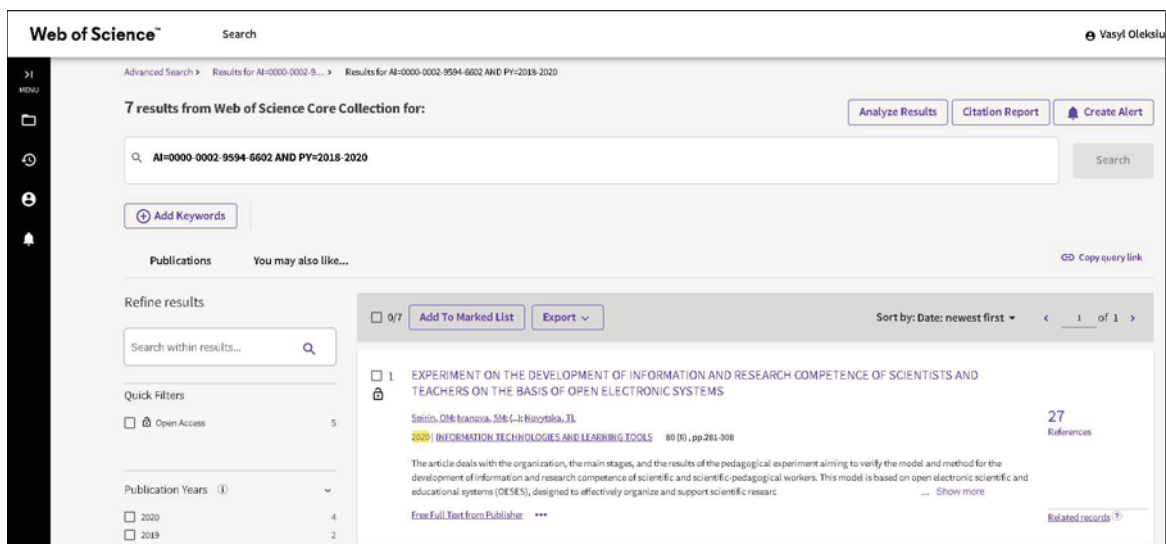 Web of Science™ Search Vasyl Oleksiu
MENU
Advanced Search > Results for AI=0000-0002-9... > Results for AI=0000-0002-9594-6602 AND PY=2018-2020
7 results from Web of Science Core Collection for:
Analyze Results Citation Report Create Alert
AI=0000-0002-9594-6602 AND PY=2018-2020 Search
Add Keywords
Publications You may also like... Copy query link
Refine results
0/7 Add To Marked List Export Sort by: Date: newest first < 1 of 1 >
Search within results...
1 EXPERIMENT ON THE DEVELOPMENT OF INFORMATION AND RESEARCH COMPETENCE OF SCIENTISTS AND
TEACHERS ON THE BASIS OF OPEN ELECTRONIC SYSTEMS
Quick Filters
Spirin, OM; Ivanova, SM; (...); Novytska, TL
27
References
Open Access 5
2020 | INFORMATION TECHNOLOGIES AND LEARNING TOOLS 80 (6), pp.281-308
The article deals with the organization, the main stages, and the results of the pedagogical experiment aiming to verify the model and method for the
development of information and research competence of scientific and scientific-pedagogical workers. This model is based on open electronic scientific and
educational systems (OESES), designed to effectively organize and support scientific researc ... Show more
Publication Years
Free Full Text from Publisher ••• Related records ?
2020 4
2019 2